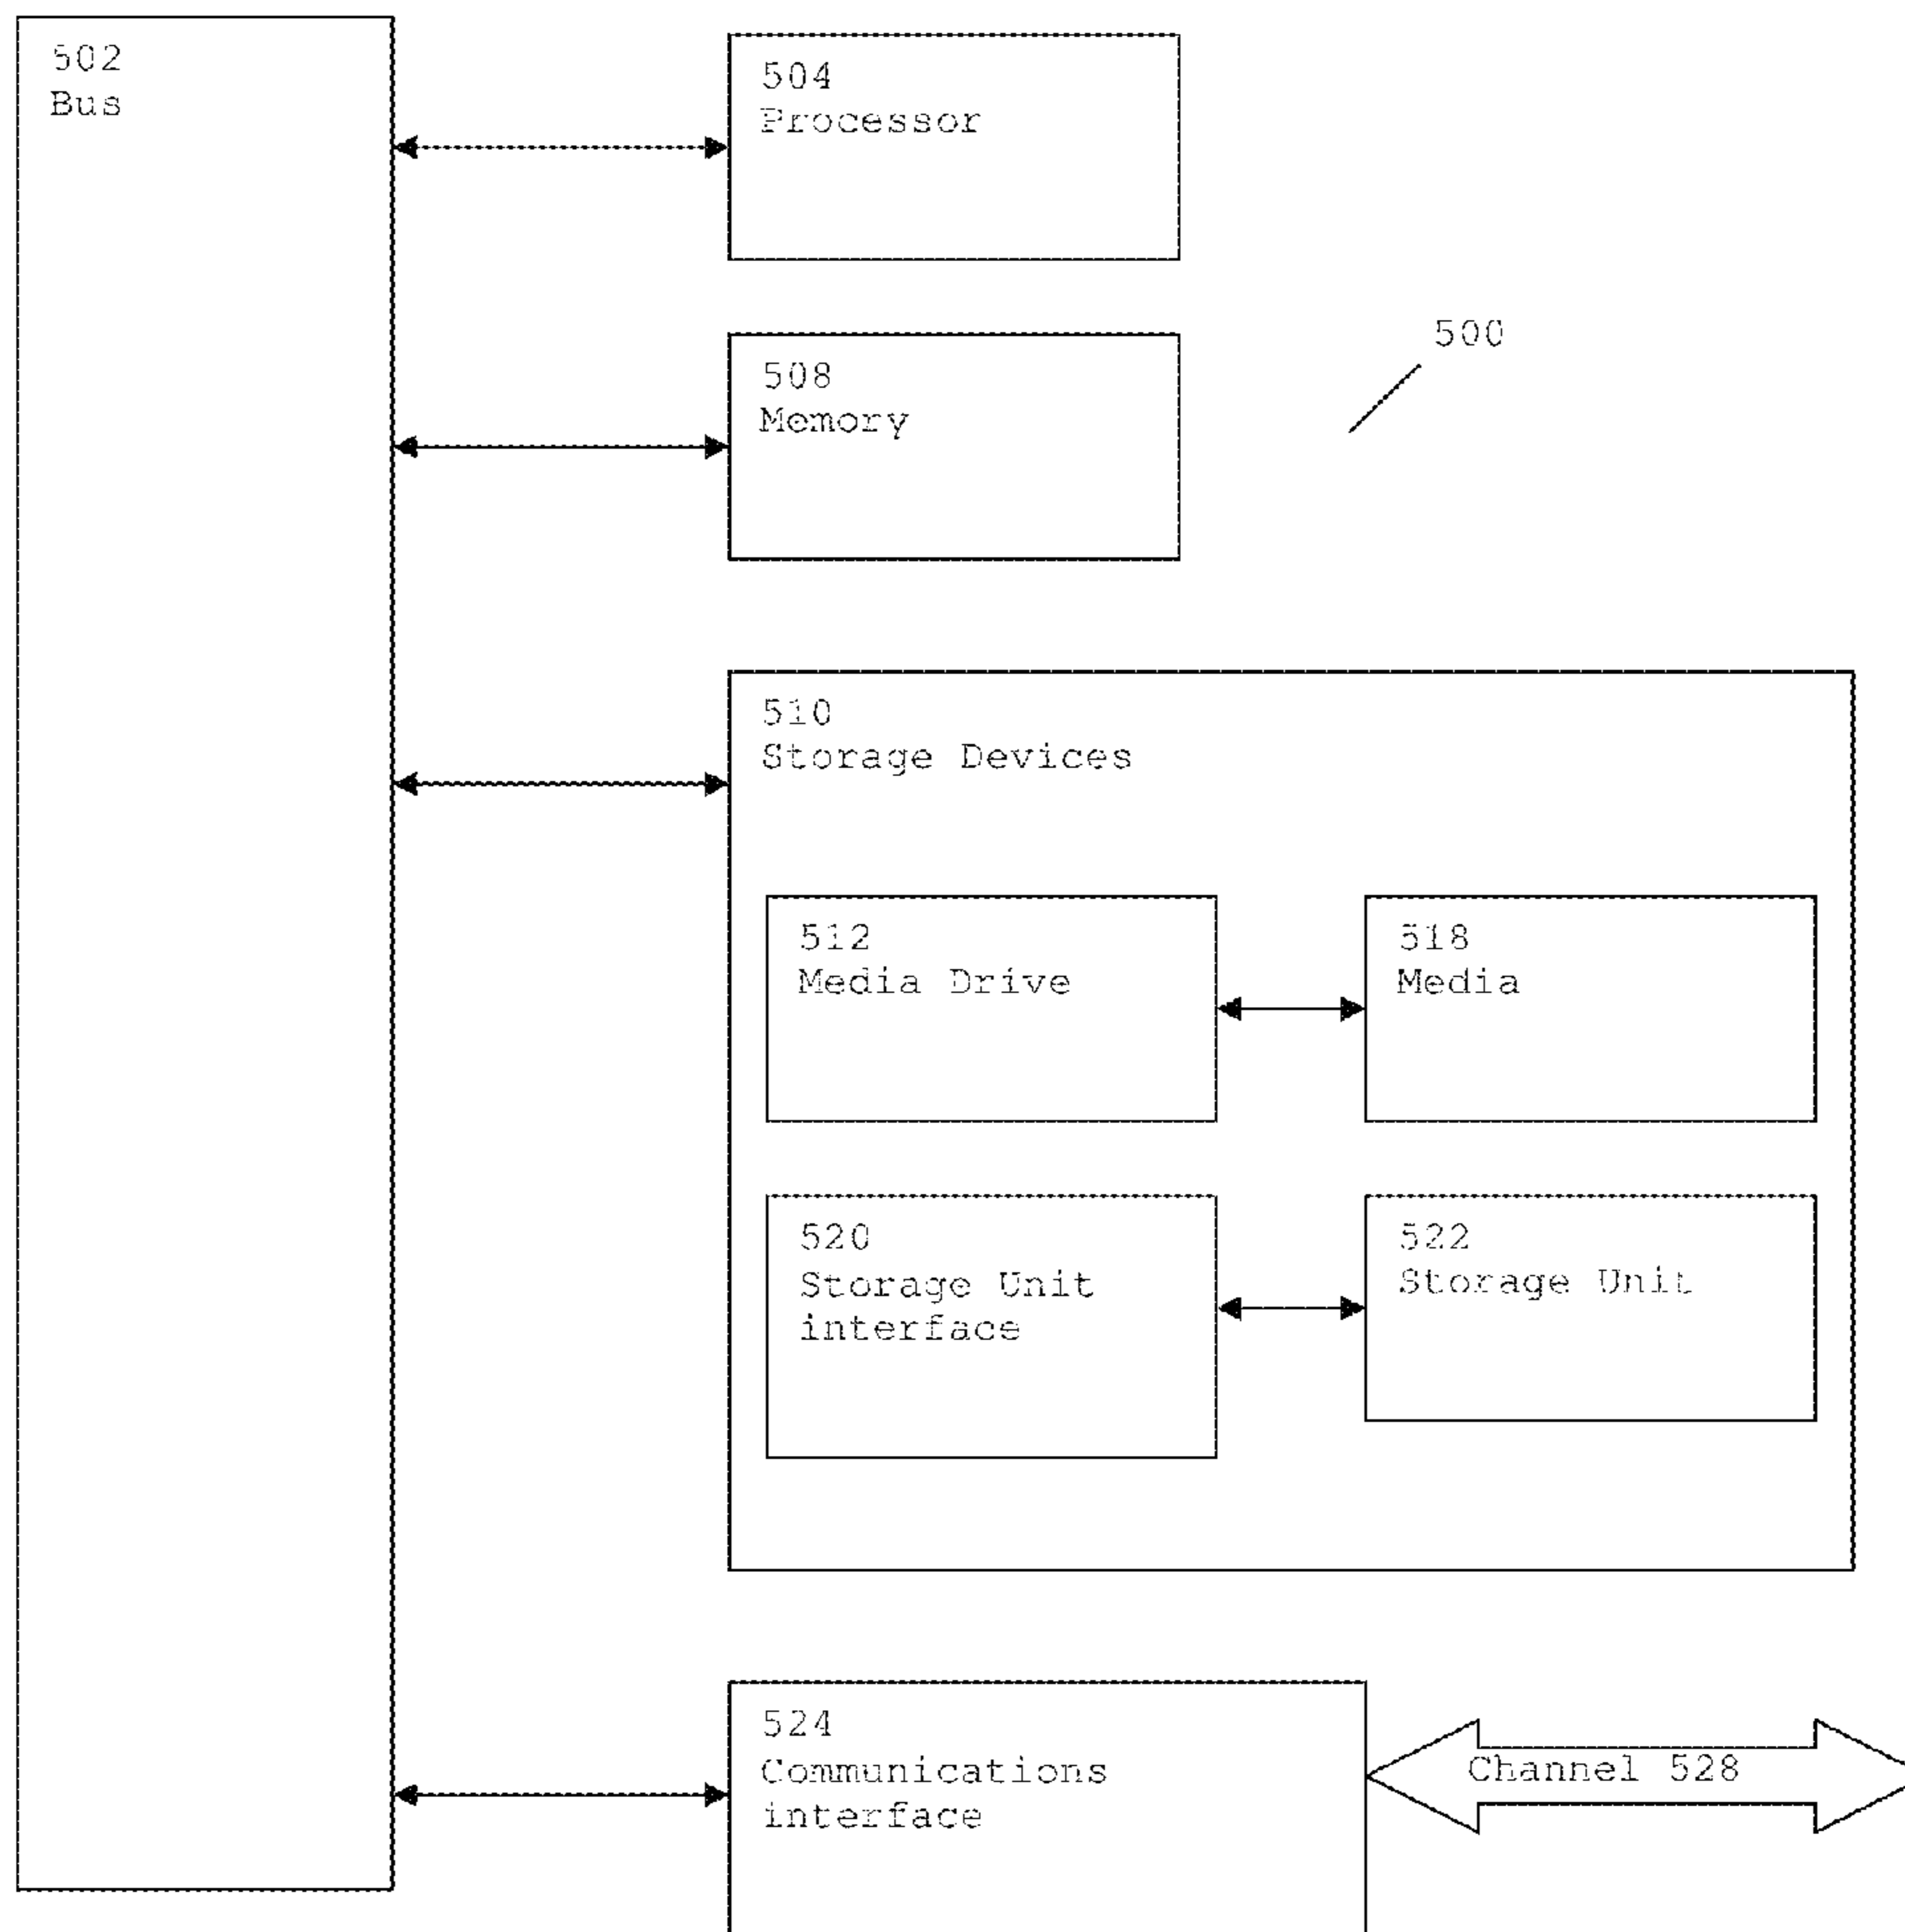 502
Bus
504
Processor
500
508
Memory
510
Storage Devices
512
Media Drive
518
Media
520
Storage Unit
interface
522
Storage Unit
524
Communications
interface
Channel 528